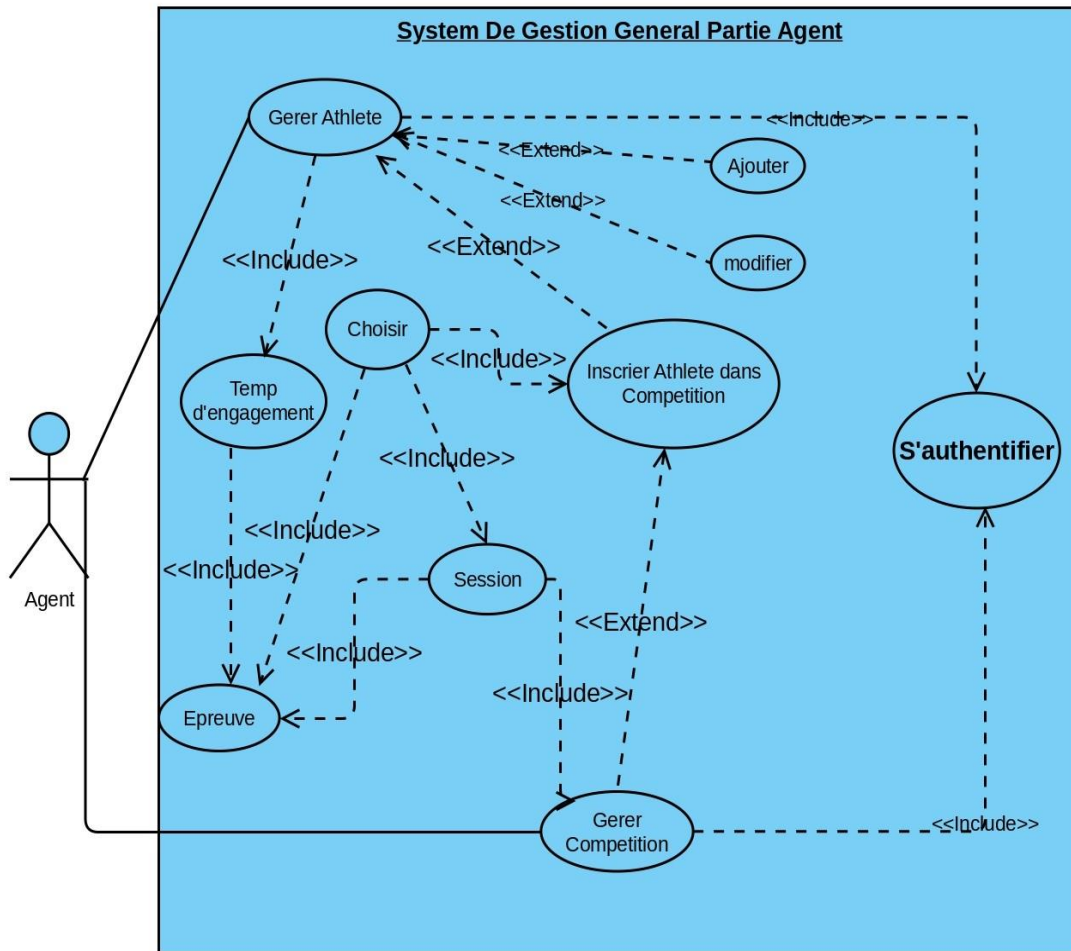 System De Gestion General Partie Agent
Gerer Athlete
<<Include>>
<<Extend>>
Ajouter
<<Extend>>
<<Extend>>
<<Include>>
modifier
Choisir
<<Include>>
Inscrier Athlete dans
Competition
Temp
d'engagement
S'authentifier
<<Include>>
<<Include>>
<<Include>>
Session
Agent
<<Extend>>
<<Include>>
<<Include>>
Epreuve
Gerer
Competition
<<Include>>